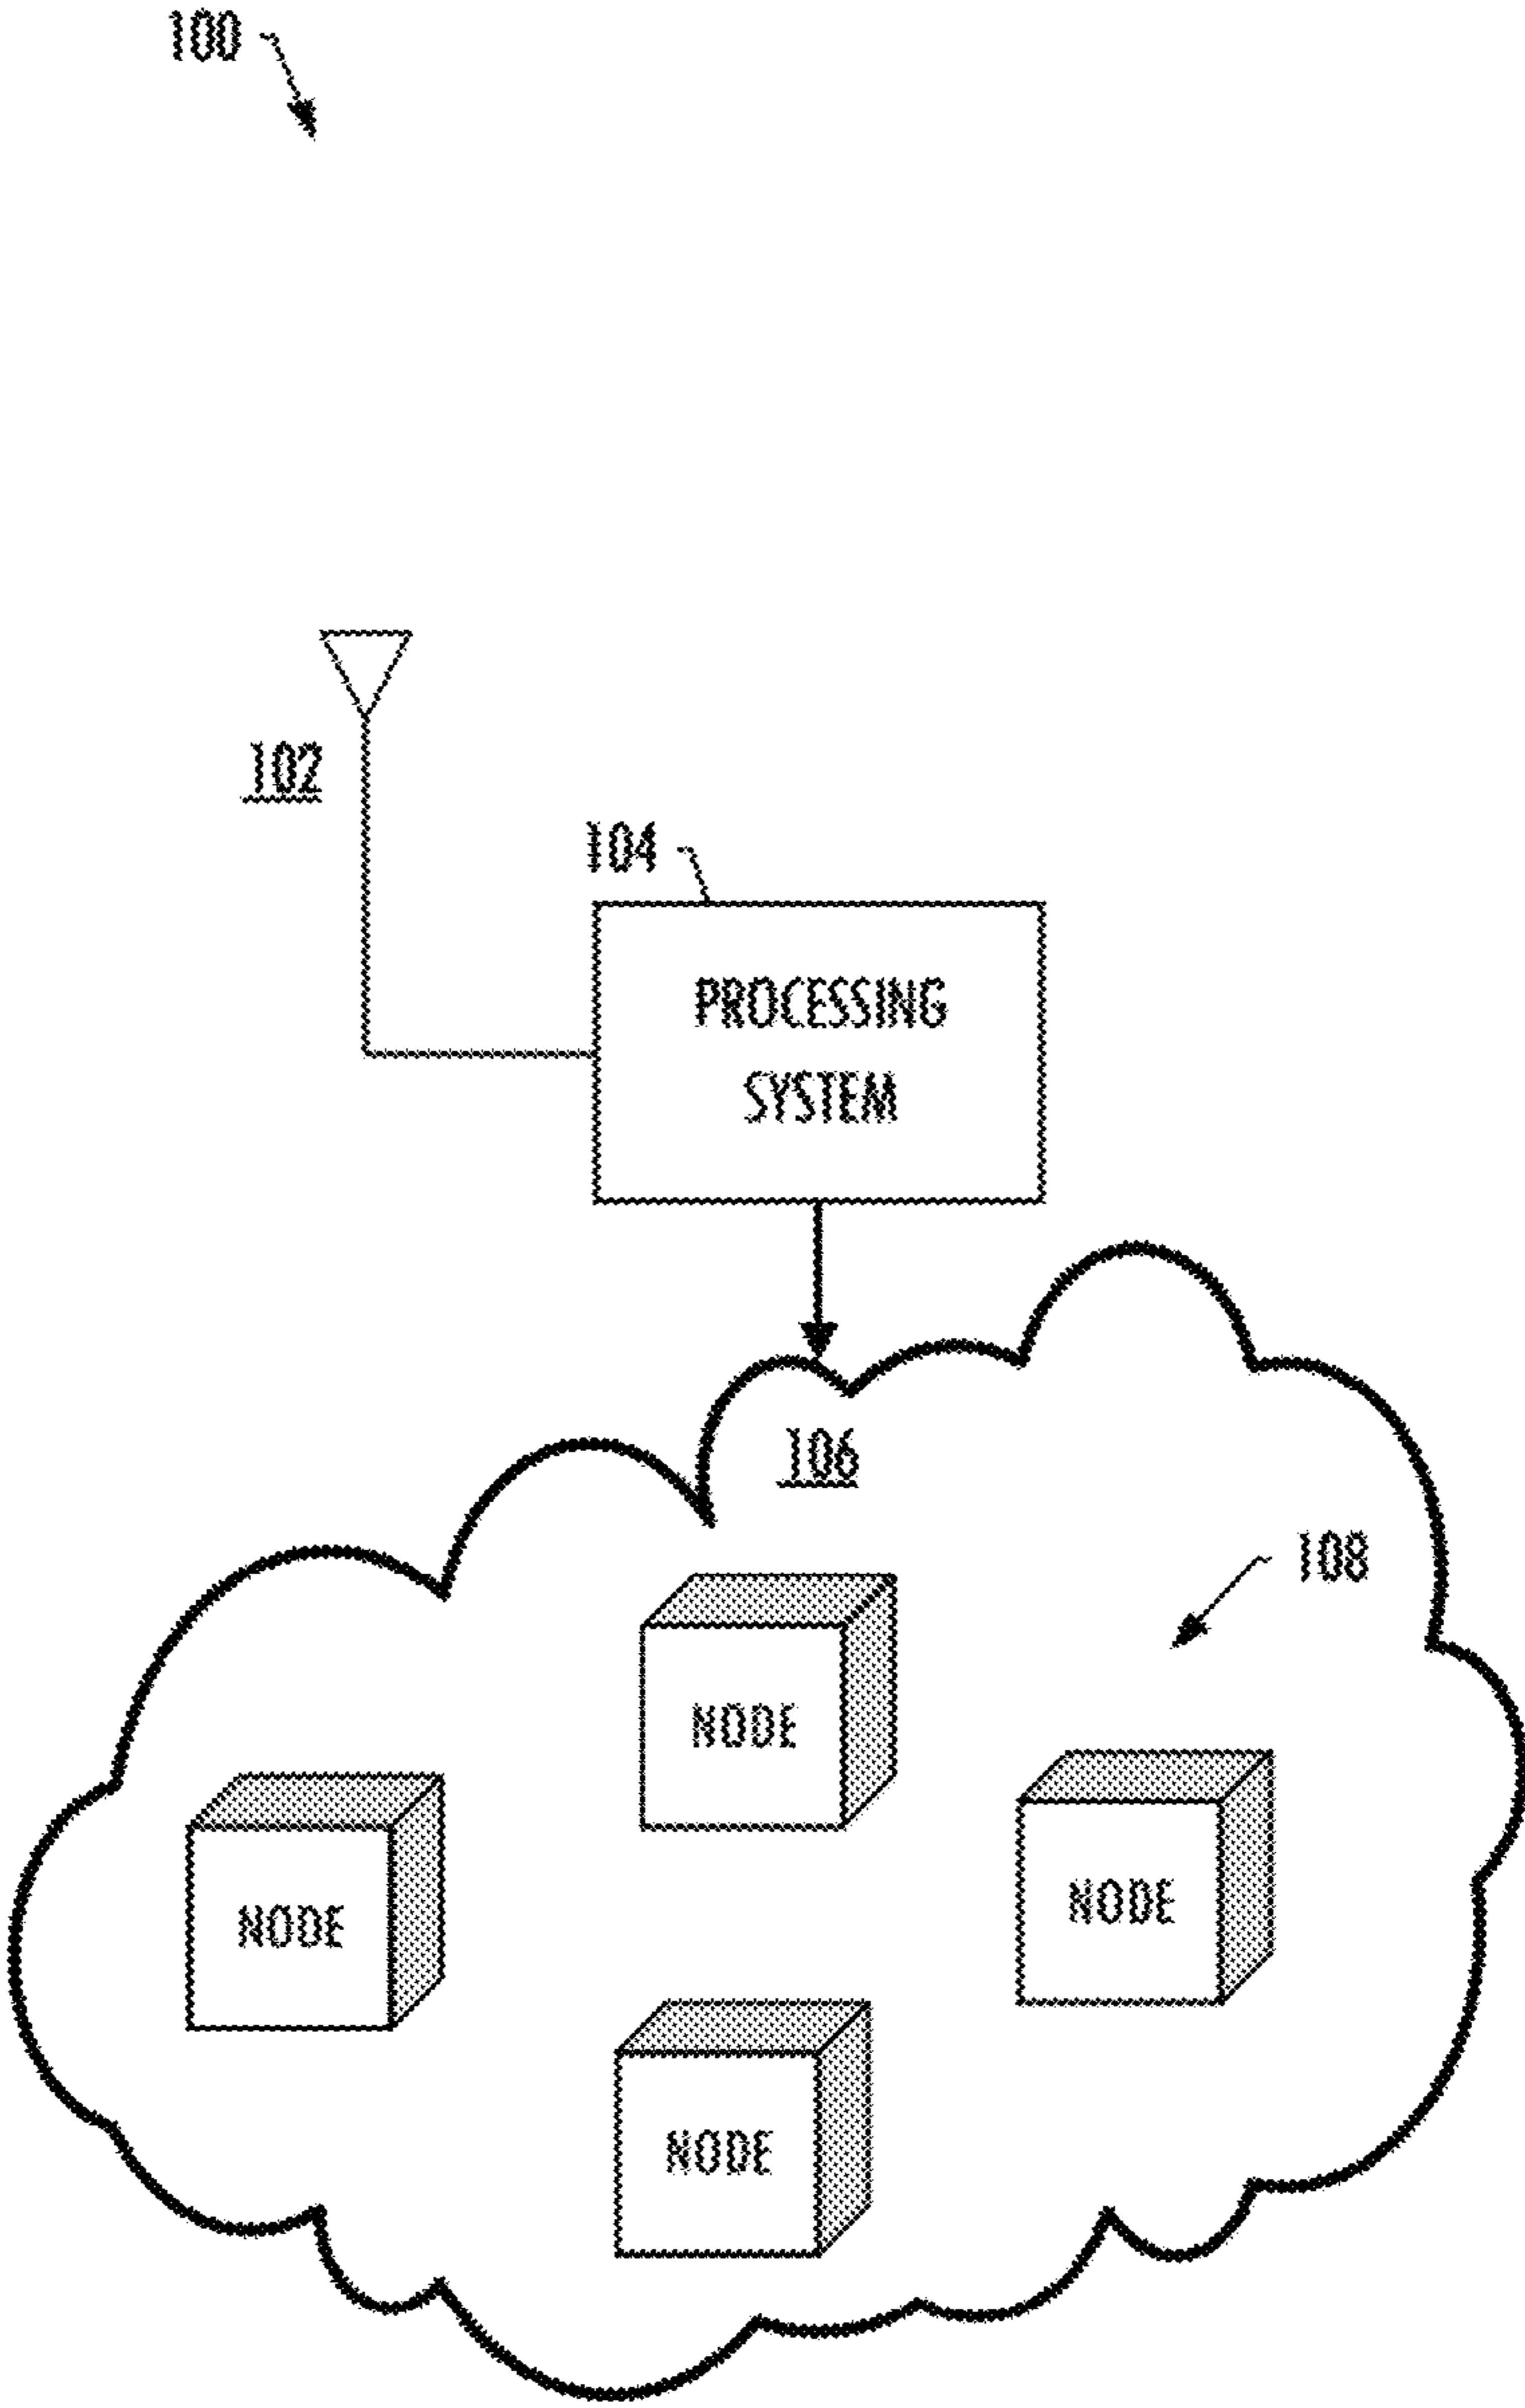 100
102
104
PROCESSING
SYSTEM
106
108
NODE
NODE
NODE
NODE